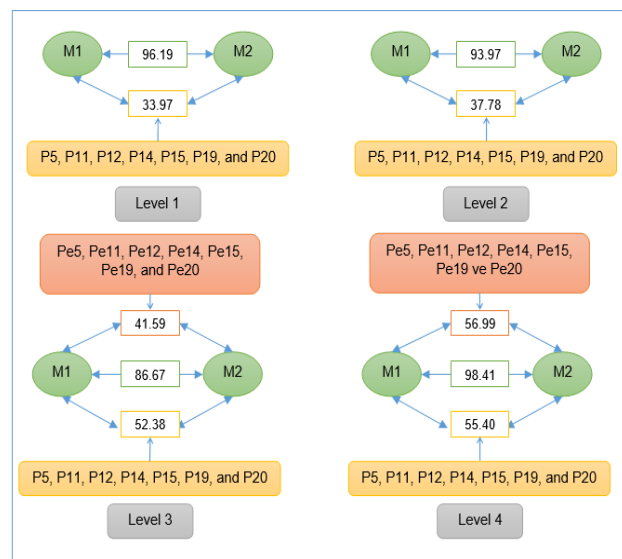 M1 96.19 M2
33.97
P5, P11, P12, P14, P15, P19, and P20
Level 1
M1 93.97 M2
37.78
P5, P11, P12, P14, P15, P19, and P20
Level 2
Pe5, Pe11, Pe12, Pe14, Pe15,
Pe19, and Pe20
41.59
M1 86.67 M2
52.38
P5, P11, P12, P14, P15, P19, and P20
Level 3
Pe5, Pe11, Pe12, Pe14, Pe15,
Pe19 ve Pe20
56.99
M1 98.41 M2
55.40
P5, P11, P12, P14, P15, P19, and P20
Level 4